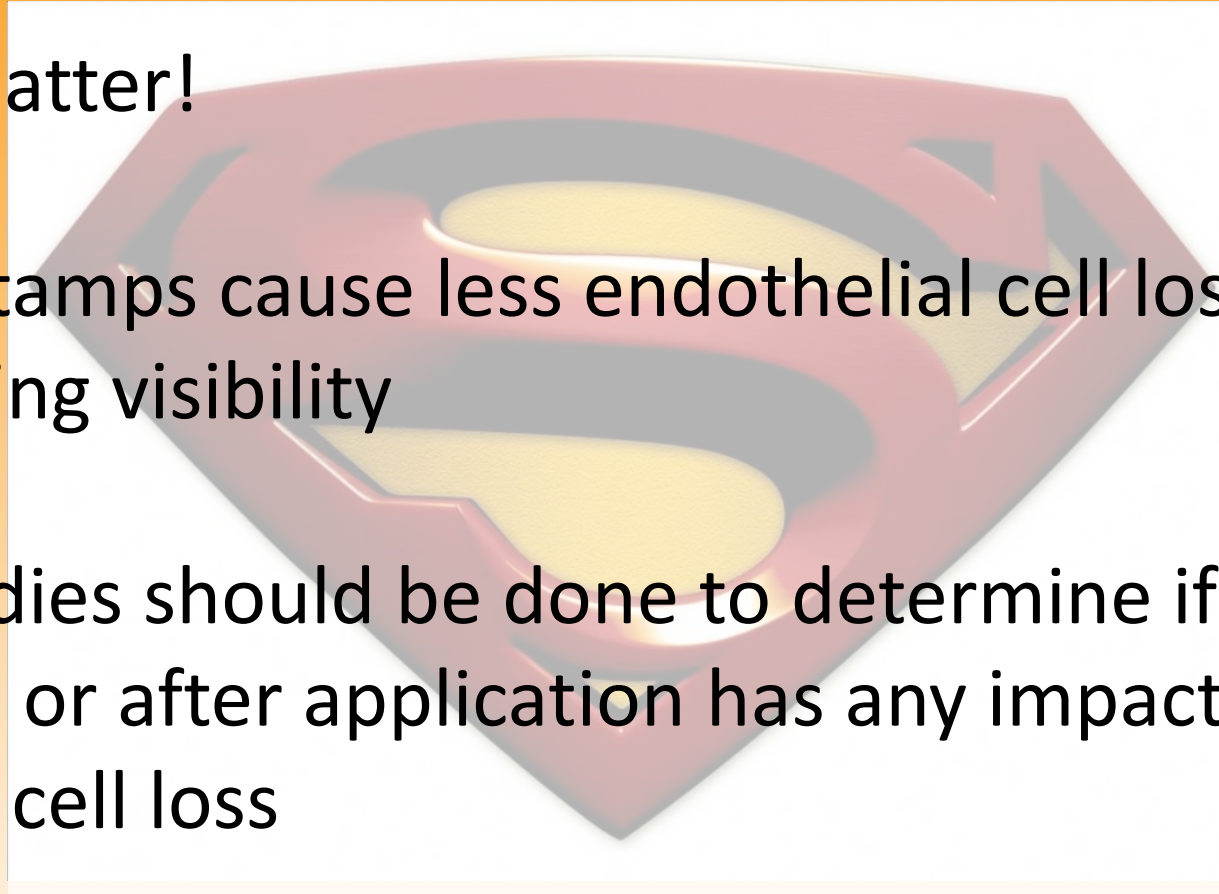 atter!
tamps cause less endothelial cell los
ing visibility
dies should be done to determine if
or after application has any impact
cell loss